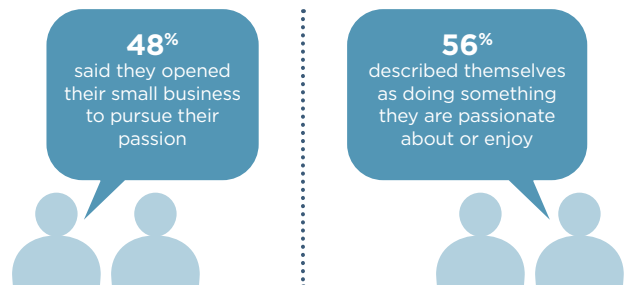 48%
said they opened
their small business
to pursue their
passion
56%
described themselves
as doing something
they are passionate
about or enjoy